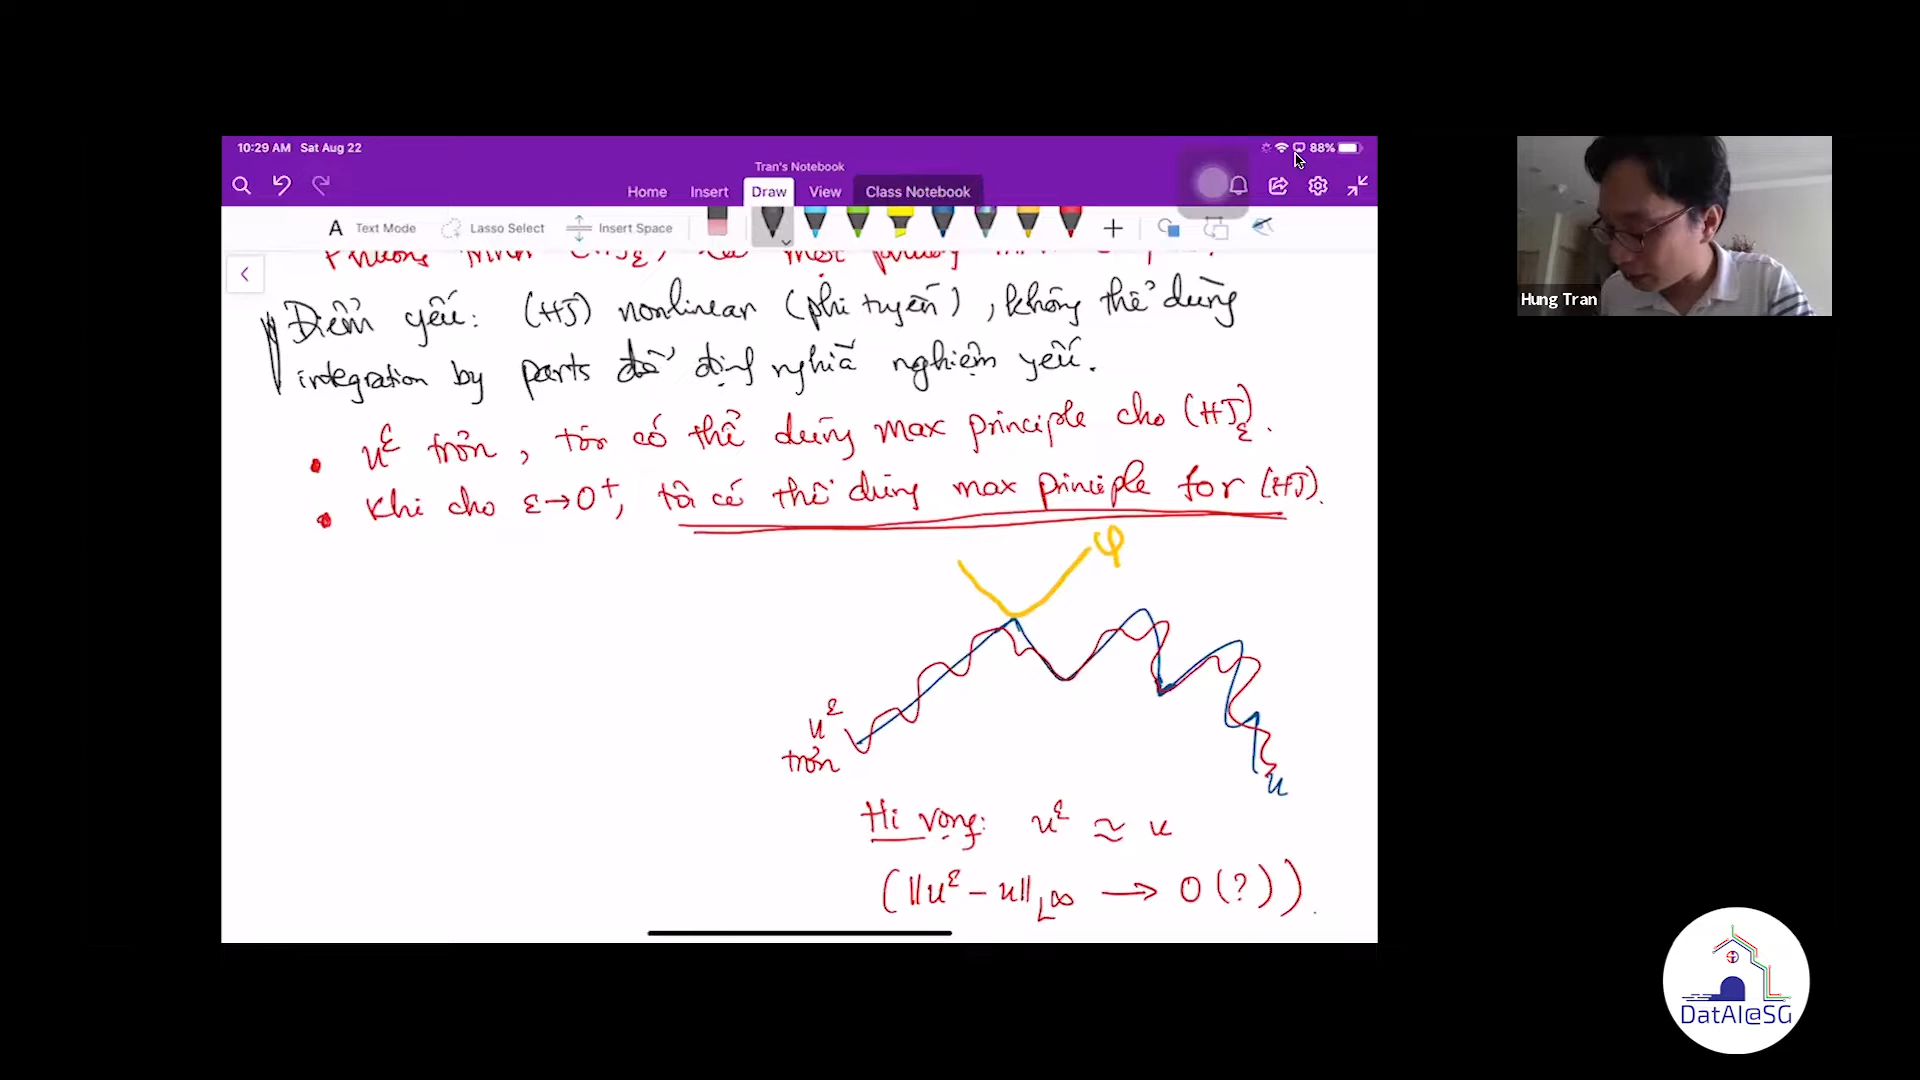 10:29 AM Sat Aug 22
88%
Tran's Notebook
Home Insert Draw View Class Notebook
A Text Mode Lasso Select Insert Space
Điểm yếu: (HJ) nonlinear (phi tuyến), không thể dùng
integration by parts để định nghĩa nghiệm yếu.
• u^ε trơn, tôi có thể dùng max principle cho (HJ)_ε.
• Khi cho ε→0⁺, tôi có thể dùng max principle for (HJ).
φ
u^ε
trơn
u
Hi vọng: u^ε ≈ u
(||u^ε − u||_L∞ → 0 (?)).
Hung Tran
DatAI@SG